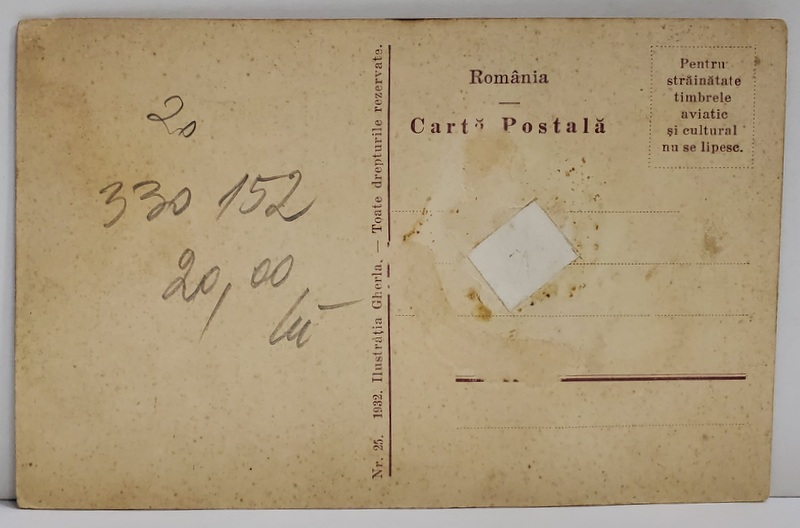 20
330 152
20,00
lei
Nr. 25. 1932. Ilustrația Gherla. — Toate drepturile rezervate.
România
Cartă Postală
Pentru
străinătate
timbrele
aviatic
și cultural
nu se lipesc.